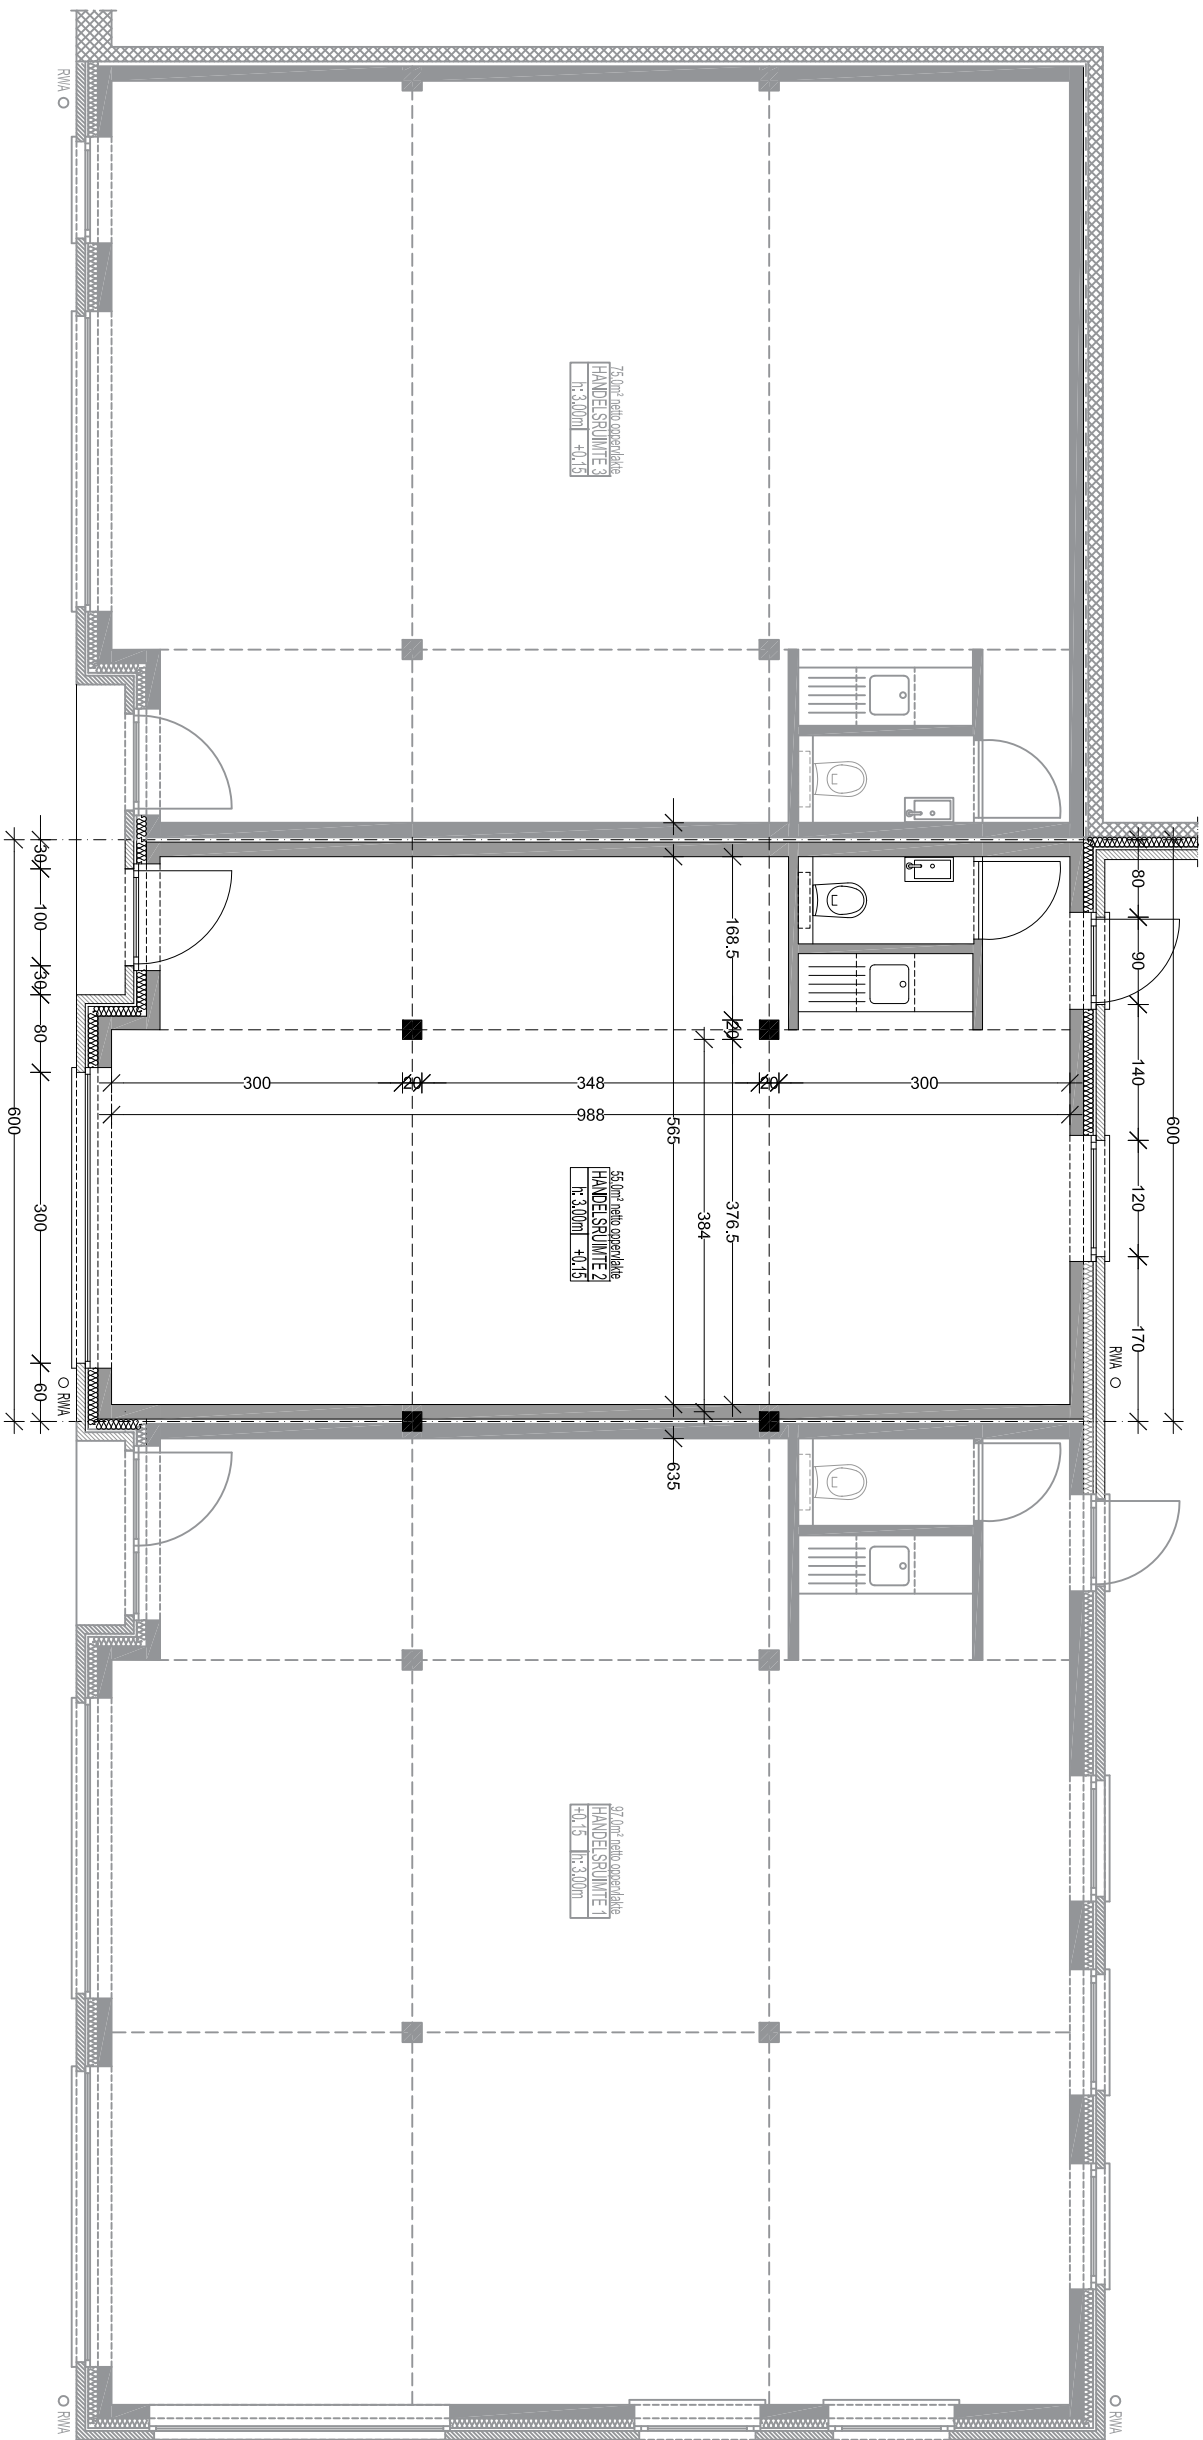 RWA
75.0m² netto oppervlakte
HANDELSRUIMTE 3
h: 3.00m +0.15
30
100
30
80
300
60
600
80
90
140
120
170
600
RWA
168.5
20
376.5
384
565
635
300
20
348
20
300
988
55.0m² netto oppervlakte
HANDELSRUIMTE 2
h: 3.00m +0.15
RWA
97.0m² netto oppervlakte
HANDELSRUIMTE 1
+0.15 h: 3.00m
RWA
RWA